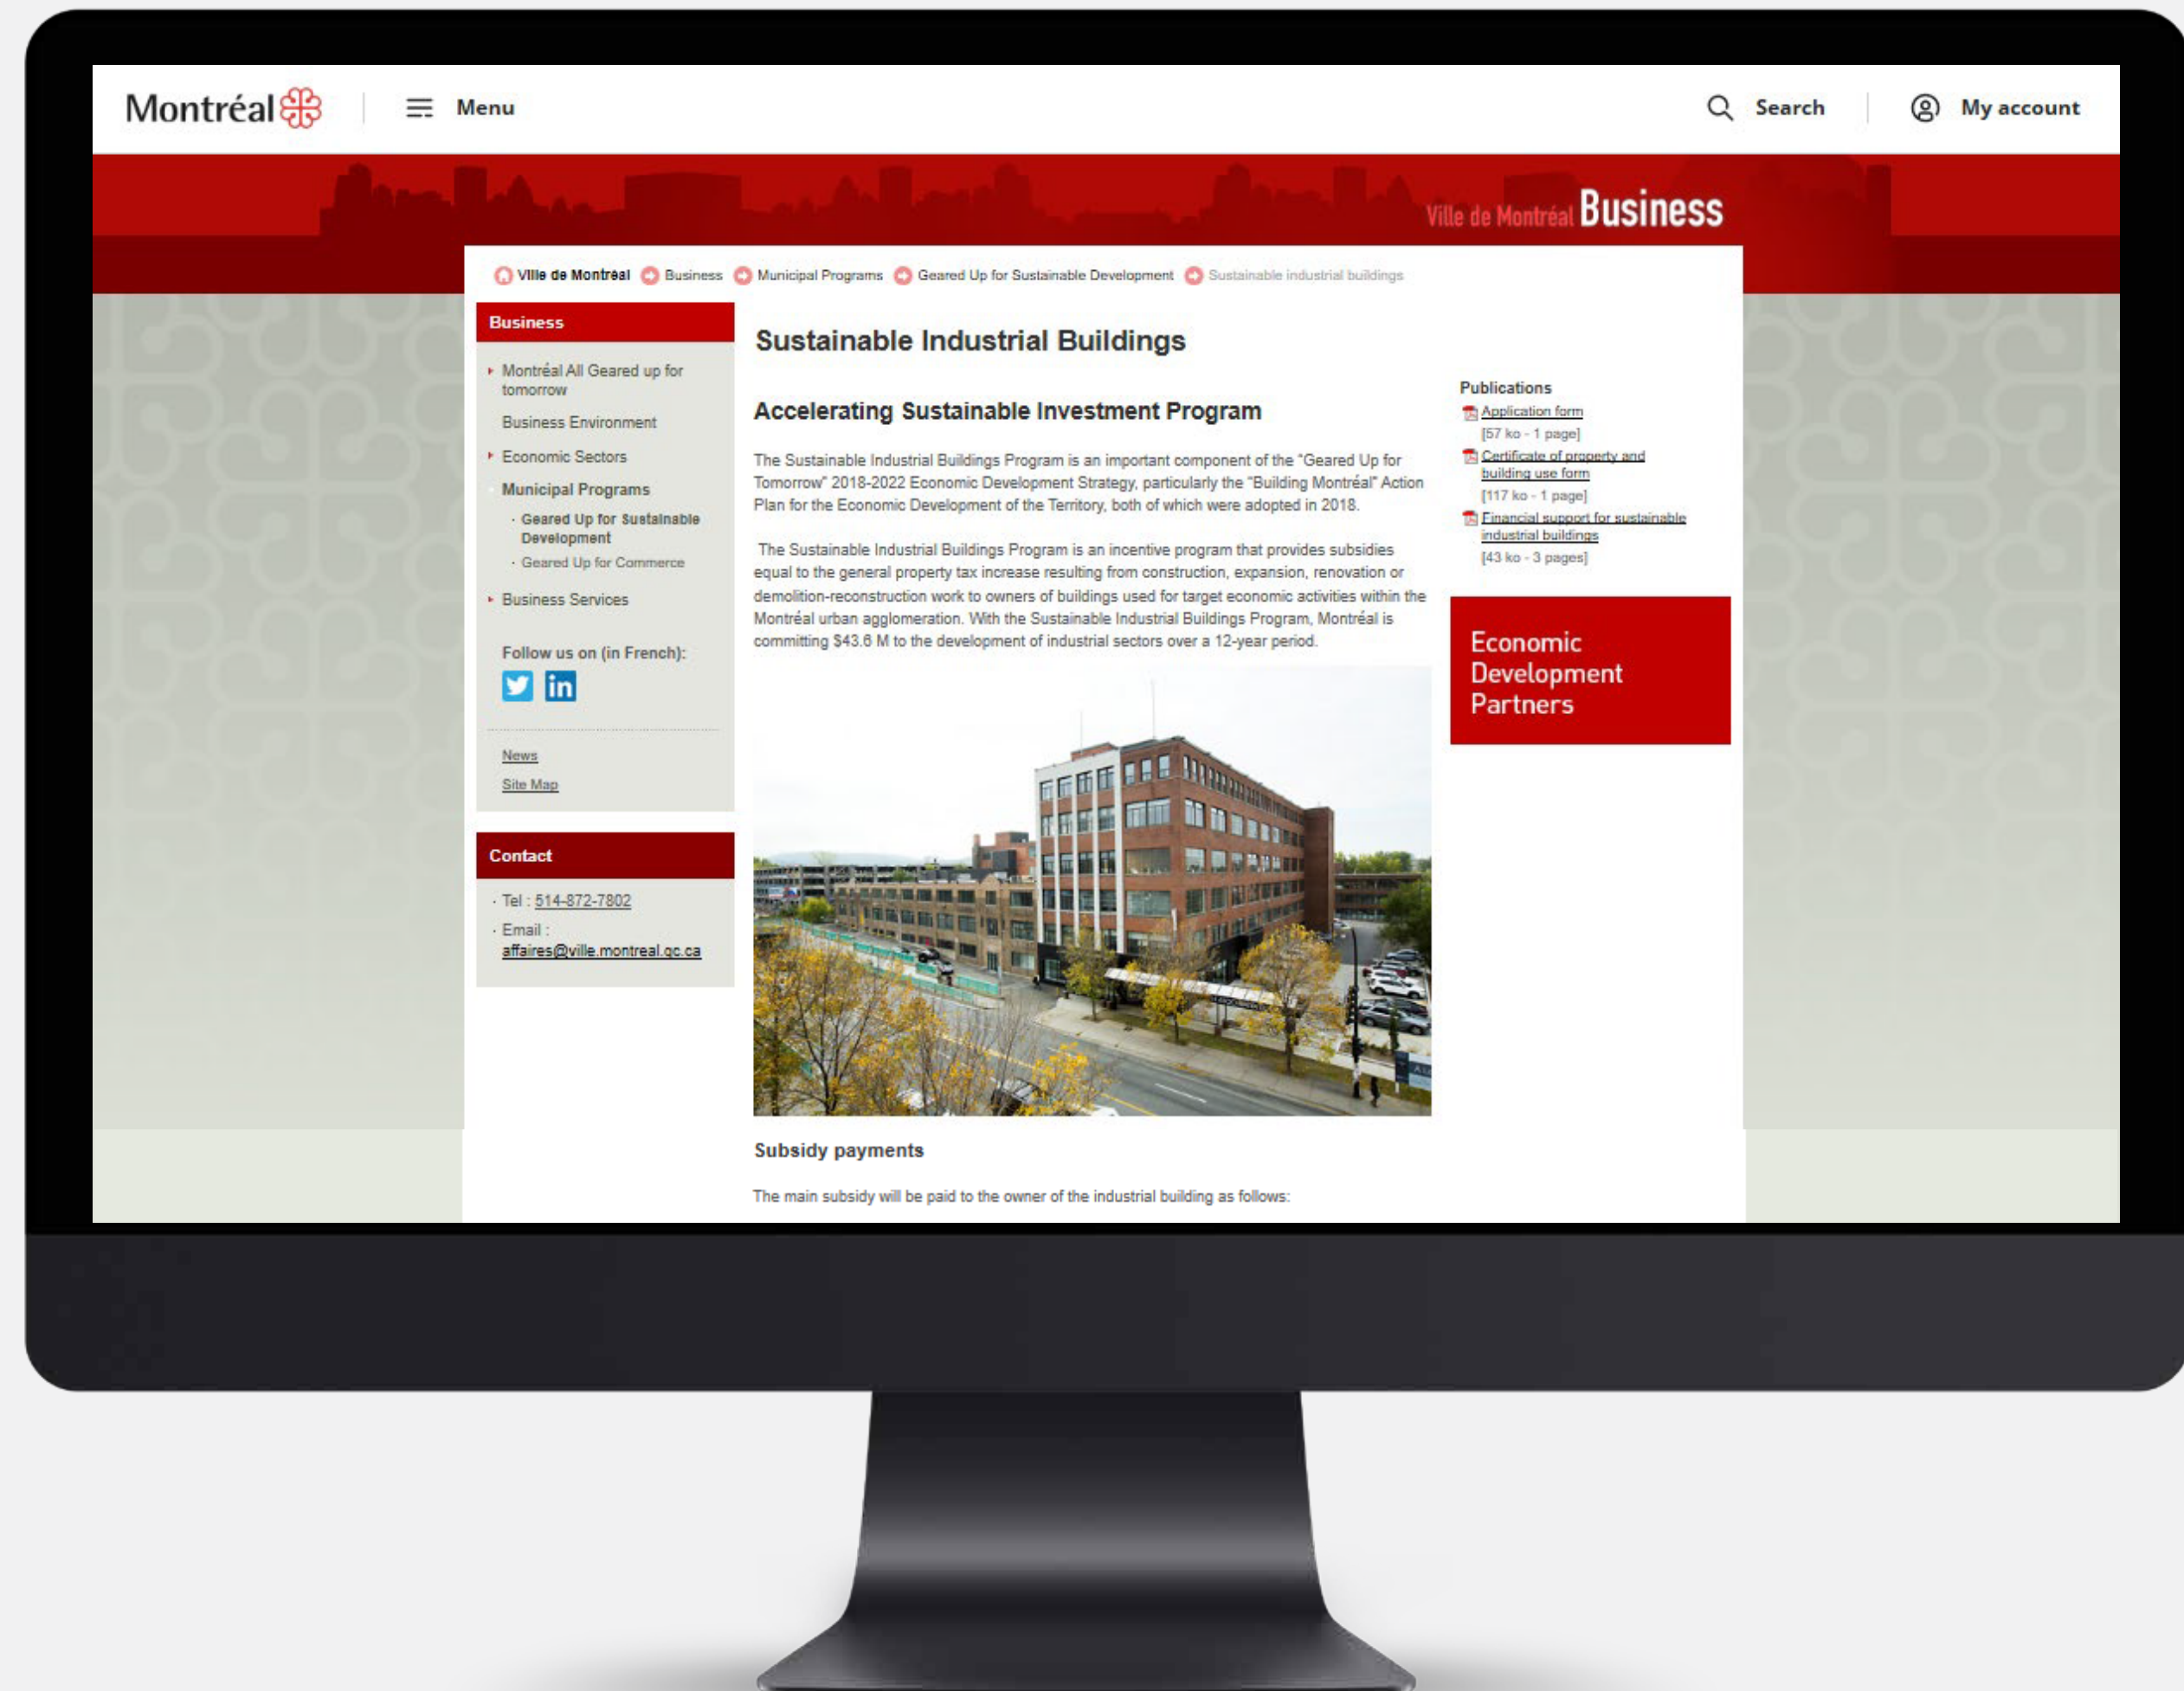 Montréal
Menu
Search
My account
Ville de Montréal Business
Ville de Montréal
Business
Municipal Programs
Geared Up for Sustainable Development
Sustainable industrial buildings
Business
Montréal All Geared up for
tomorrow
Business Environment
Economic Sectors
Municipal Programs
· Geared Up for Sustainable
Development
· Geared Up for Commerce
Business Services
Follow us on (in French):
in
News
Site Map
Contact
· Tel : 514-872-7802
· Email :
affaires@ville.montreal.qc.ca
Sustainable Industrial Buildings
Accelerating Sustainable Investment Program
The Sustainable Industrial Buildings Program is an important component of the "Geared Up for
Tomorrow" 2018-2022 Economic Development Strategy, particularly the "Building Montréal" Action
Plan for the Economic Development of the Territory, both of which were adopted in 2018.
The Sustainable Industrial Buildings Program is an incentive program that provides subsidies
equal to the general property tax increase resulting from construction, expansion, renovation or
demolition-reconstruction work to owners of buildings used for target economic activities within the
Montréal urban agglomeration. With the Sustainable Industrial Buildings Program, Montréal is
committing $43.6 M to the development of industrial sectors over a 12-year period.
Subsidy payments
The main subsidy will be paid to the owner of the industrial building as follows:
Publications
Application form
[57 ko - 1 page]
Certificate of property and
building use form
[117 ko - 1 page]
Financial support for sustainable
industrial buildings
[43 ko - 3 pages]
Economic
Development
Partners